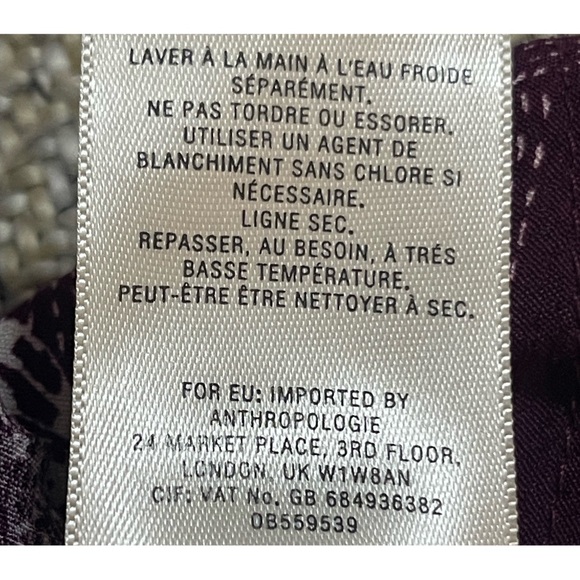 LAVER À LA MAIN À L'EAU FROIDE
SÉPARÉMENT.
NE PAS TORDRE OU ESSORER.
UTILISER UN AGENT DE
BLANCHIMENT SANS CHLORE SI
NÉCESSAIRE.
LIGNE SEC.
REPASSER, AU BESOIN, À TRÉS
BASSE TEMPÉRATURE.
PEUT-ÊTRE ÊTRE NETTOYER À SEC.
FOR EU: IMPORTED BY
ANTHROPOLOGIE
24 MARKET PLACE, 3RD FLOOR,
LONDON, UK W1W8AN
CIF: VAT No. GB 684936382
OB559539